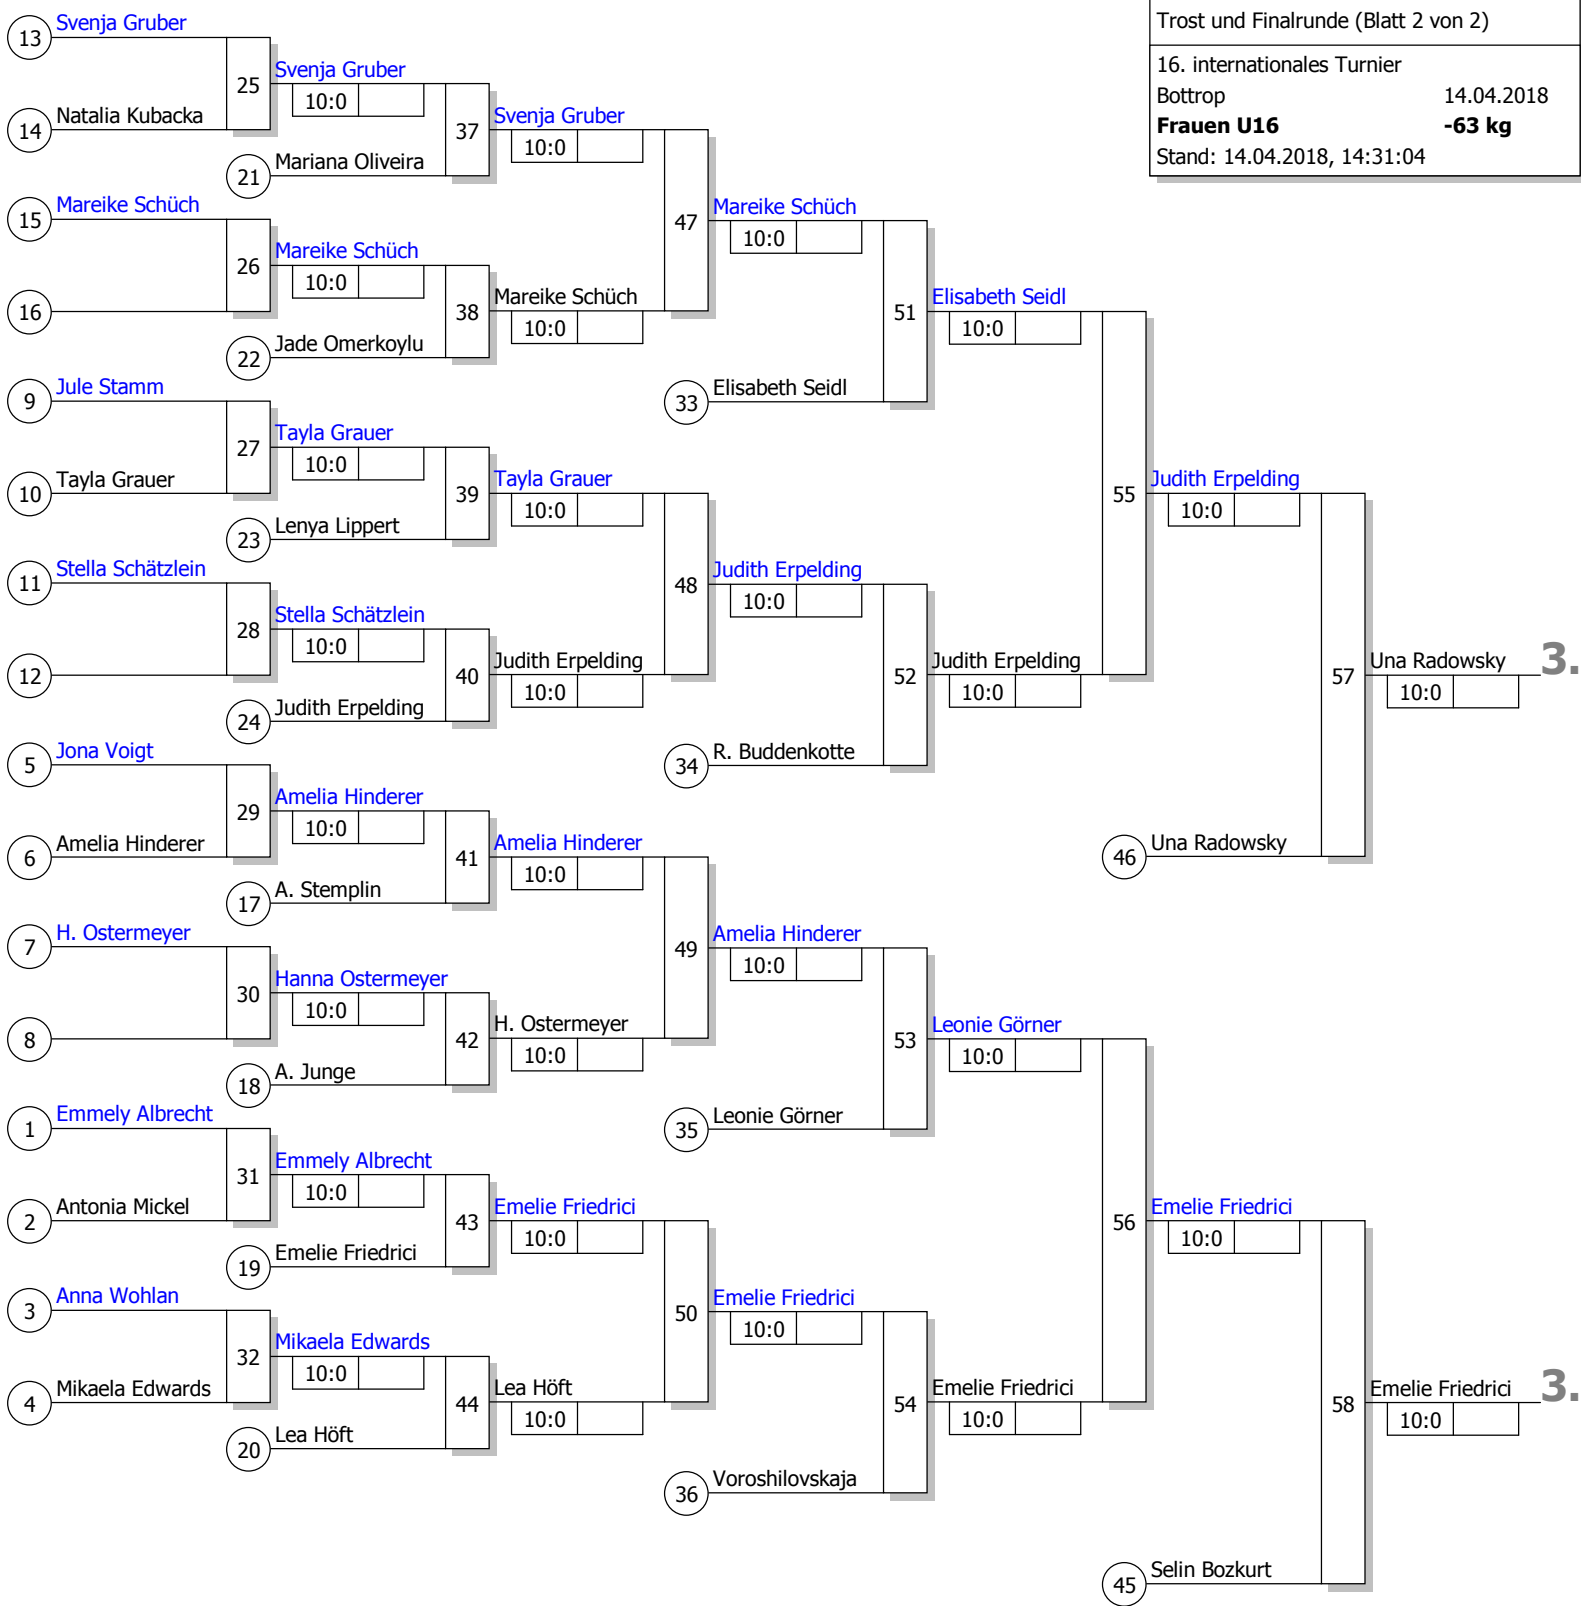 Trost und Finalrunde (Blatt 2 von 2)
16. internationales Turnier
Bottrop 14.04.2018
Frauen U16 -63 kg
Stand: 14.04.2018, 14:31:04
13 Svenja Gruber
25
14 Natalia Kubacka
Svenja Gruber
10:0
37
21 Mariana Oliveira
15 Mareike Schüch
26
16
Mareike Schüch
10:0
38
22 Jade Omerkoylu
9 Jule Stamm
27
10 Tayla Grauer
Tayla Grauer
10:0
39
23 Lenya Lippert
11 Stella Schätzlein
28
12
Stella Schätzlein
10:0
40
24 Judith Erpelding
5 Jona Voigt
29
6 Amelia Hinderer
Amelia Hinderer
10:0
41
17 A. Stemplin
7 H. Ostermeyer
30
8
Hanna Ostermeyer
10:0
42
18 A. Junge
1 Emmely Albrecht
31
2 Antonia Mickel
Emmely Albrecht
10:0
43
19 Emelie Friedrici
3 Anna Wohlan
32
4 Mikaela Edwards
Mikaela Edwards
10:0
44
20 Lea Höft
Svenja Gruber
10:0
47
Mareike Schüch
10:0
Tayla Grauer
10:0
48
Judith Erpelding
10:0
Amelia Hinderer
10:0
49
H. Ostermeyer
10:0
Emelie Friedrici
10:0
50
Lea Höft
10:0
Mareike Schüch
10:0
51
33 Elisabeth Seidl
Judith Erpelding
10:0
52
34 R. Buddenkotte
Amelia Hinderer
10:0
53
35 Leonie Görner
Emelie Friedrici
10:0
54
36 Voroshilovskaja
Elisabeth Seidl
10:0
55
Judith Erpelding
10:0
Leonie Görner
10:0
56
Emelie Friedrici
10:0
Judith Erpelding
10:0
57
46 Una Radowsky
Una Radowsky 3.
10:0
Emelie Friedrici
10:0
58
45 Selin Bozkurt
Emelie Friedrici 3.
10:0